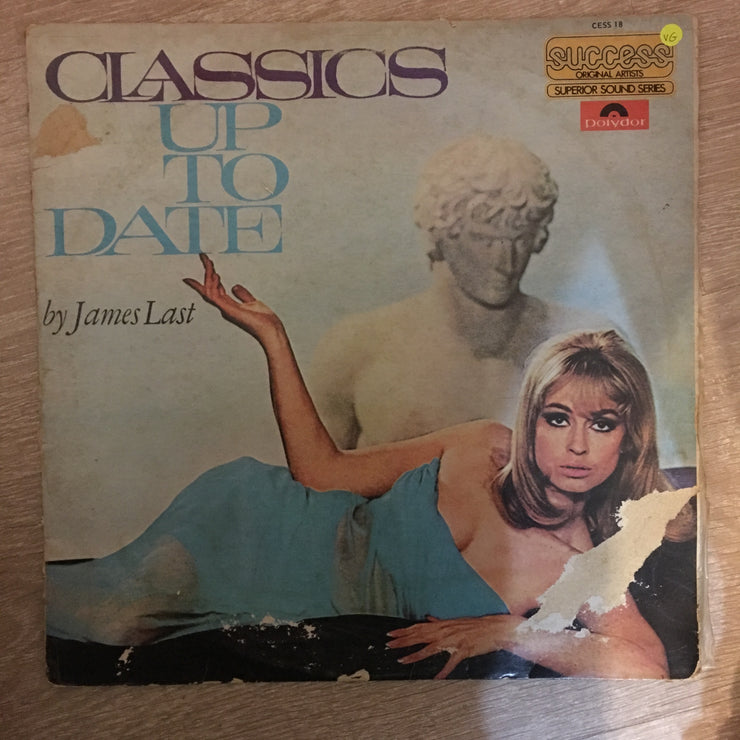 CESS 18
VG
success
ORIGINAL ARTISTS
SUPERIOR SOUND SERIES
Polydor
CLASSICS
UP
TO
DATE
by James Last